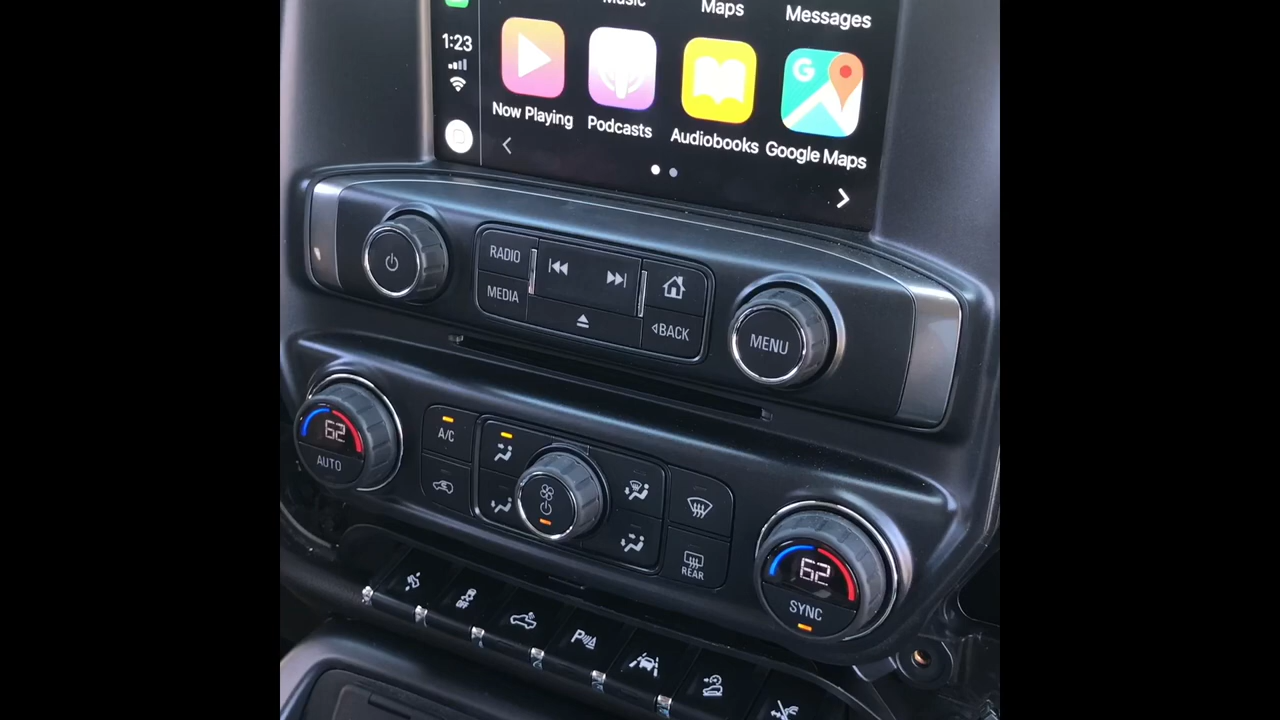 Music
Maps
Messages
1:23
Now Playing
Podcasts
Audiobooks
Google Maps
G
RADIO
MEDIA
BACK
MENU
62
AUTO
A/C
REAR
62
SYNC
OFF
P